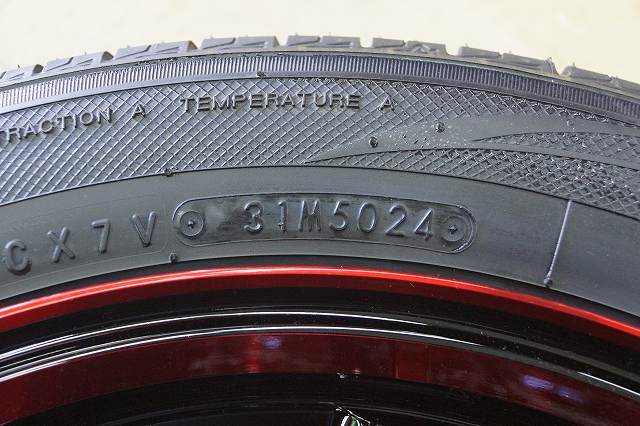 TRACTION A TEMPERATURE A
CX7V 31M5024